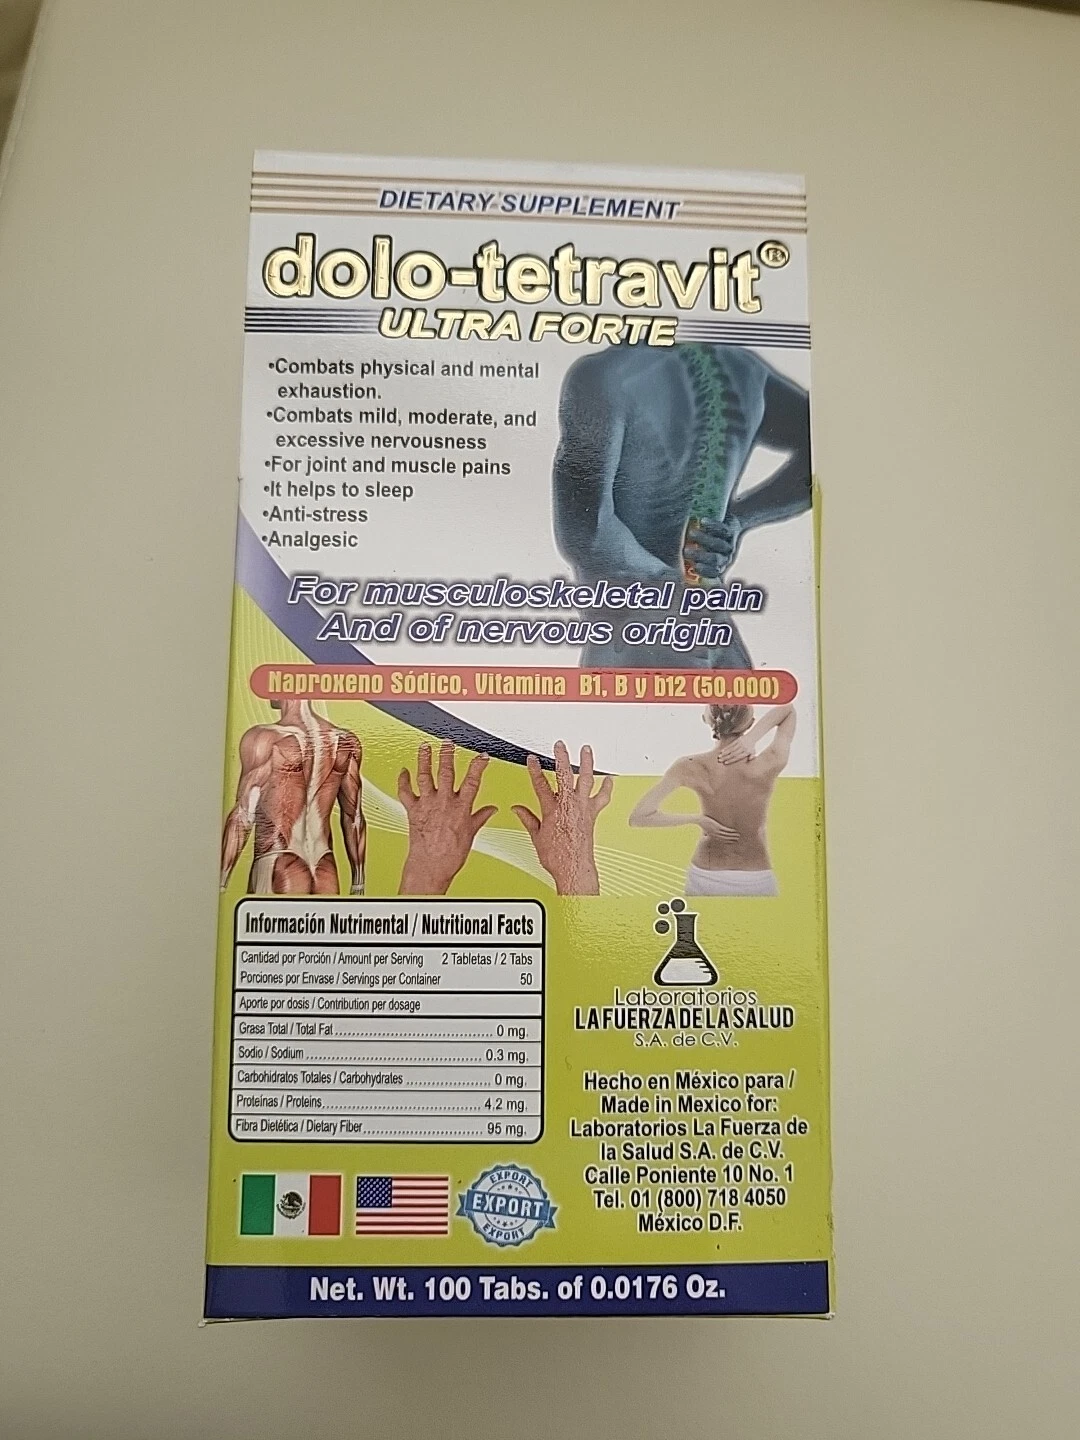 DIETARY SUPPLEMENT
dolo-tetravit®
ULTRA FORTE
•Combats physical and mental
exhaustion.
•Combats mild, moderate, and
excessive nervousness
•For joint and muscle pains
•It helps to sleep
•Anti-stress
•Analgesic
For musculoskeletal pain
And of nervous origin
Naproxeno Sódico, Vitamina B1, B y b12 (50,000)
Información Nutrimental / Nutritional Facts
Cantidad por Porción / Amount per Serving 2 Tabletas / 2 Tabs
Porciones por Envase / Servings per Container 50
Aporte por dosis / Contribution per dosage
Grasa Total / Total Fat ........ 0 mg.
Sodio / Sodium ........ 0.3 mg.
Carbohidratos Totales / Carbohydrates ........ 0 mg.
Proteínas / Proteins ........ 4.2 mg.
Fibra Dietética / Dietary Fiber ........ 95 mg.
Laboratorios
LA FUERZA DE LA SALUD
S.A. de C.V.
Hecho en México para /
Made in Mexico for:
Laboratorios La Fuerza de
la Salud S.A. de C.V.
Calle Poniente 10 No. 1
Tel. 01 (800) 718 4050
México D.F.
EXPORT
EXPORT
EXPORT
Net. Wt. 100 Tabs. of 0.0176 Oz.